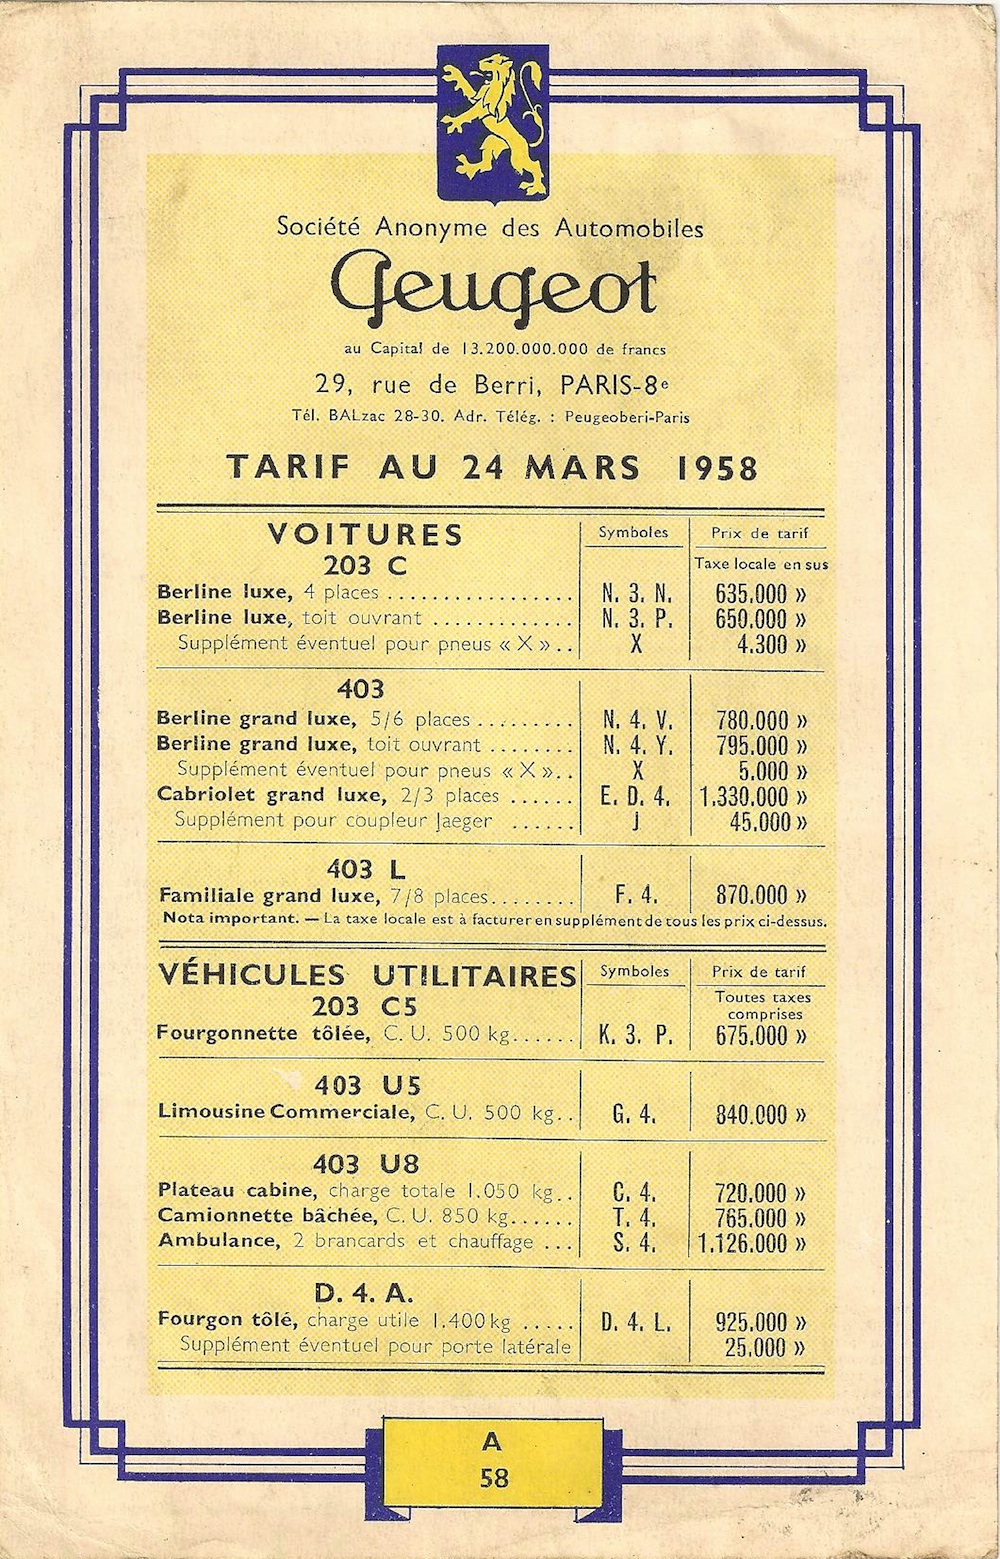 Société Anonyme des Automobiles
Peugeot
au Capital de 13.200.000.000 de francs
29, rue de Berri, PARIS-8e
Tél. BALzac 28-30. Adr. Télég. : Peugeoberi-Paris
TARIF AU 24 MARS 1958
VOITURES Symboles Prix de tarif
203 C Taxe locale en sus
Berline luxe, 4 places ................. N. 3. N. 635.000 »
Berline luxe, toit ouvrant ............. N. 3. P. 650.000 »
Supplément éventuel pour pneus « X » .. X 4.300 »
403
Berline grand luxe, 5/6 places ......... N. 4. V. 780.000 »
Berline grand luxe, toit ouvrant ........ N. 4. Y. 795.000 »
Supplément éventuel pour pneus « X ».. X 5.000 »
Cabriolet grand luxe, 2/3 places ...... E. D. 4. 1.330.000 »
Supplément pour coupleur Jaeger ...... J 45.000 »
403 L
Familiale grand luxe, 7/8 places........ F. 4. 870.000 »
Nota important. — La taxe locale est à facturer en supplément de tous les prix ci-dessus.
VÉHICULES UTILITAIRES Symboles Prix de tarif
203 C5 Toutes taxes
comprises
Fourgonnette tôlée, C. U. 500 kg...... K. 3. P. 675.000 »
403 U5
Limousine Commerciale, C. U. 500 kg.. G. 4. 840.000 »
403 U8
Plateau cabine, charge totale 1.050 kg.. C. 4. 720.000 »
Camionnette bâchée, C. U. 850 kg...... T. 4. 765.000 »
Ambulance, 2 brancards et chauffage ... S. 4. 1.126.000 »
D. 4. A.
Fourgon tôlé, charge utile 1.400 kg ..... D. 4. L. 925.000 »
Supplément éventuel pour porte latérale 25.000 »
A
58